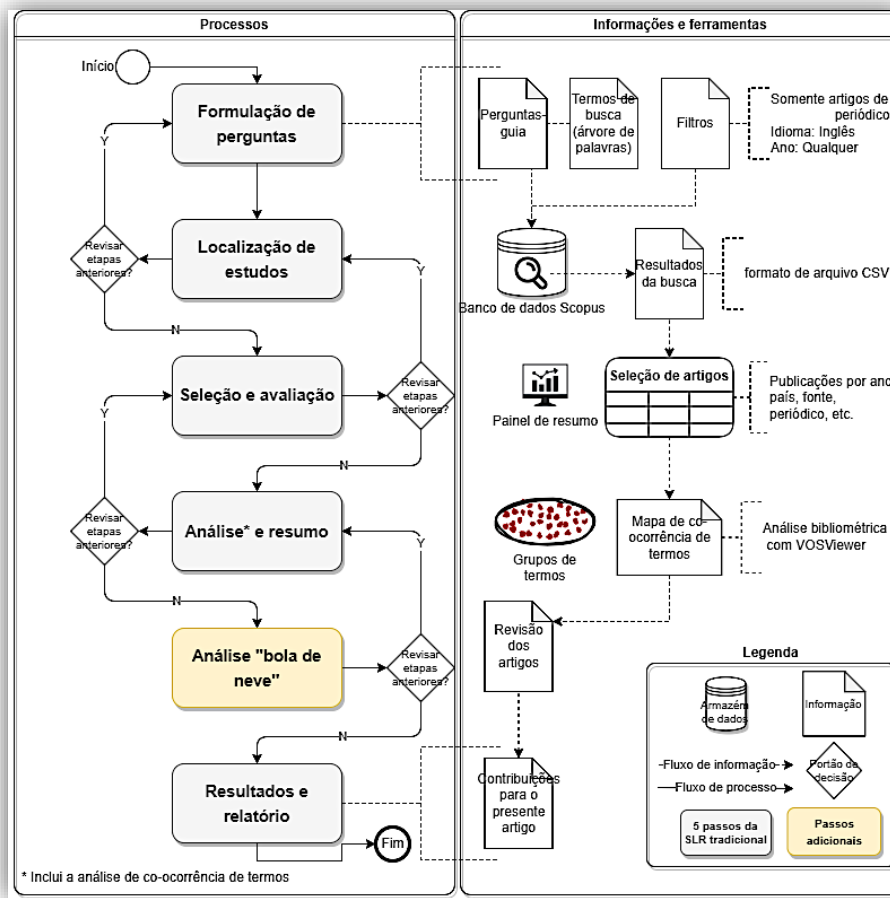 Processos
Início
Formulação de
perguntas
Y
Revisar
etapas
anteriores?
Localização de
estudos
Y
N
Seleção e avaliação
Revisar
etapas
anteriores?
Y
N
Revisar
etapas
anteriores?
Análise* e resumo
Y
N
Análise "bola de
neve"
Revisar
etapas
anteriores?
N
Resultados e
relatório
Fim
* Inclui a análise de co-ocorrência de termos
Informações e ferramentas
Perguntas-
guia
Termos de
busca
(árvore de
palavras)
Filtros
Somente artigos de
periódico
Idioma: Inglês
Ano: Qualquer
Banco de dados Scopus
Resultados
da busca
formato de arquivo CSV
Painel de resumo
Seleção de artigos
Publicações por ano
país, fonte,
periódico, etc.
Grupos de
termos
Mapa de co-
ocorrência de
termos
Análise bibliométrica
com VOSViewer
Revisão
dos
artigos
Contribuições
para o
presente
artigo
Legenda
Armazém
de dados
Informação
Fluxo de informação
Fluxo de processo
Portão de
decisão
5 passos da
SLR tradicional
Passos
adicionais